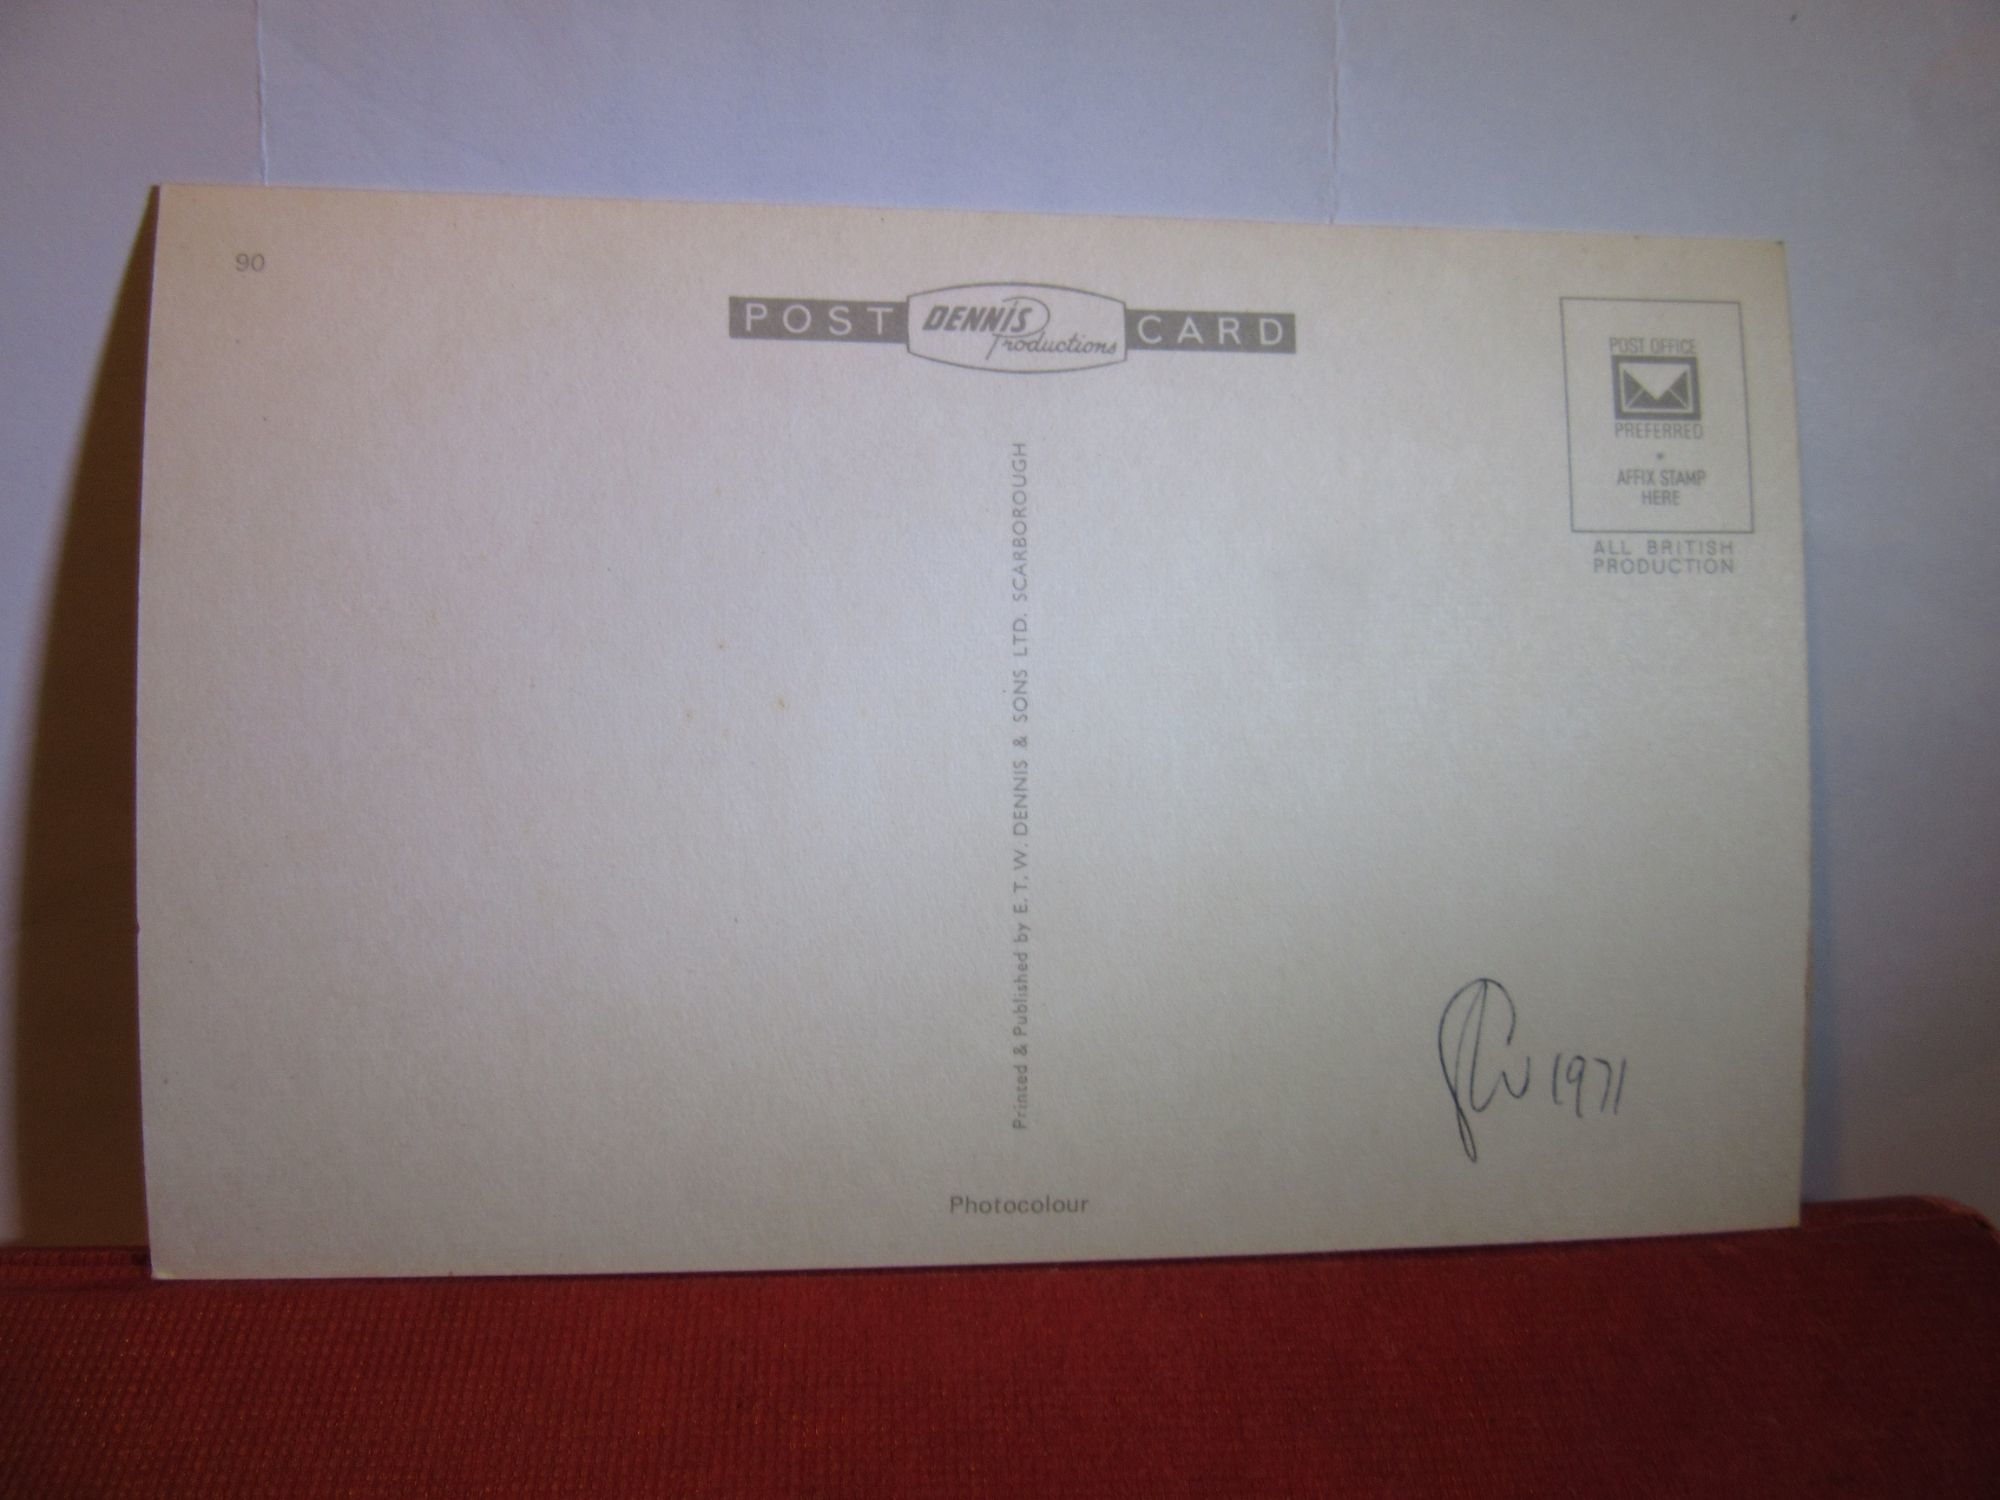 90
POST DENNIS Productions CARD
POST OFFICE
PREFERRED
AFFIX STAMP
HERE
ALL BRITISH
PRODUCTION
Printed & Published by E. T. W. DENNIS & SONS LTD. SCARBOROUGH
1971
Photocolour